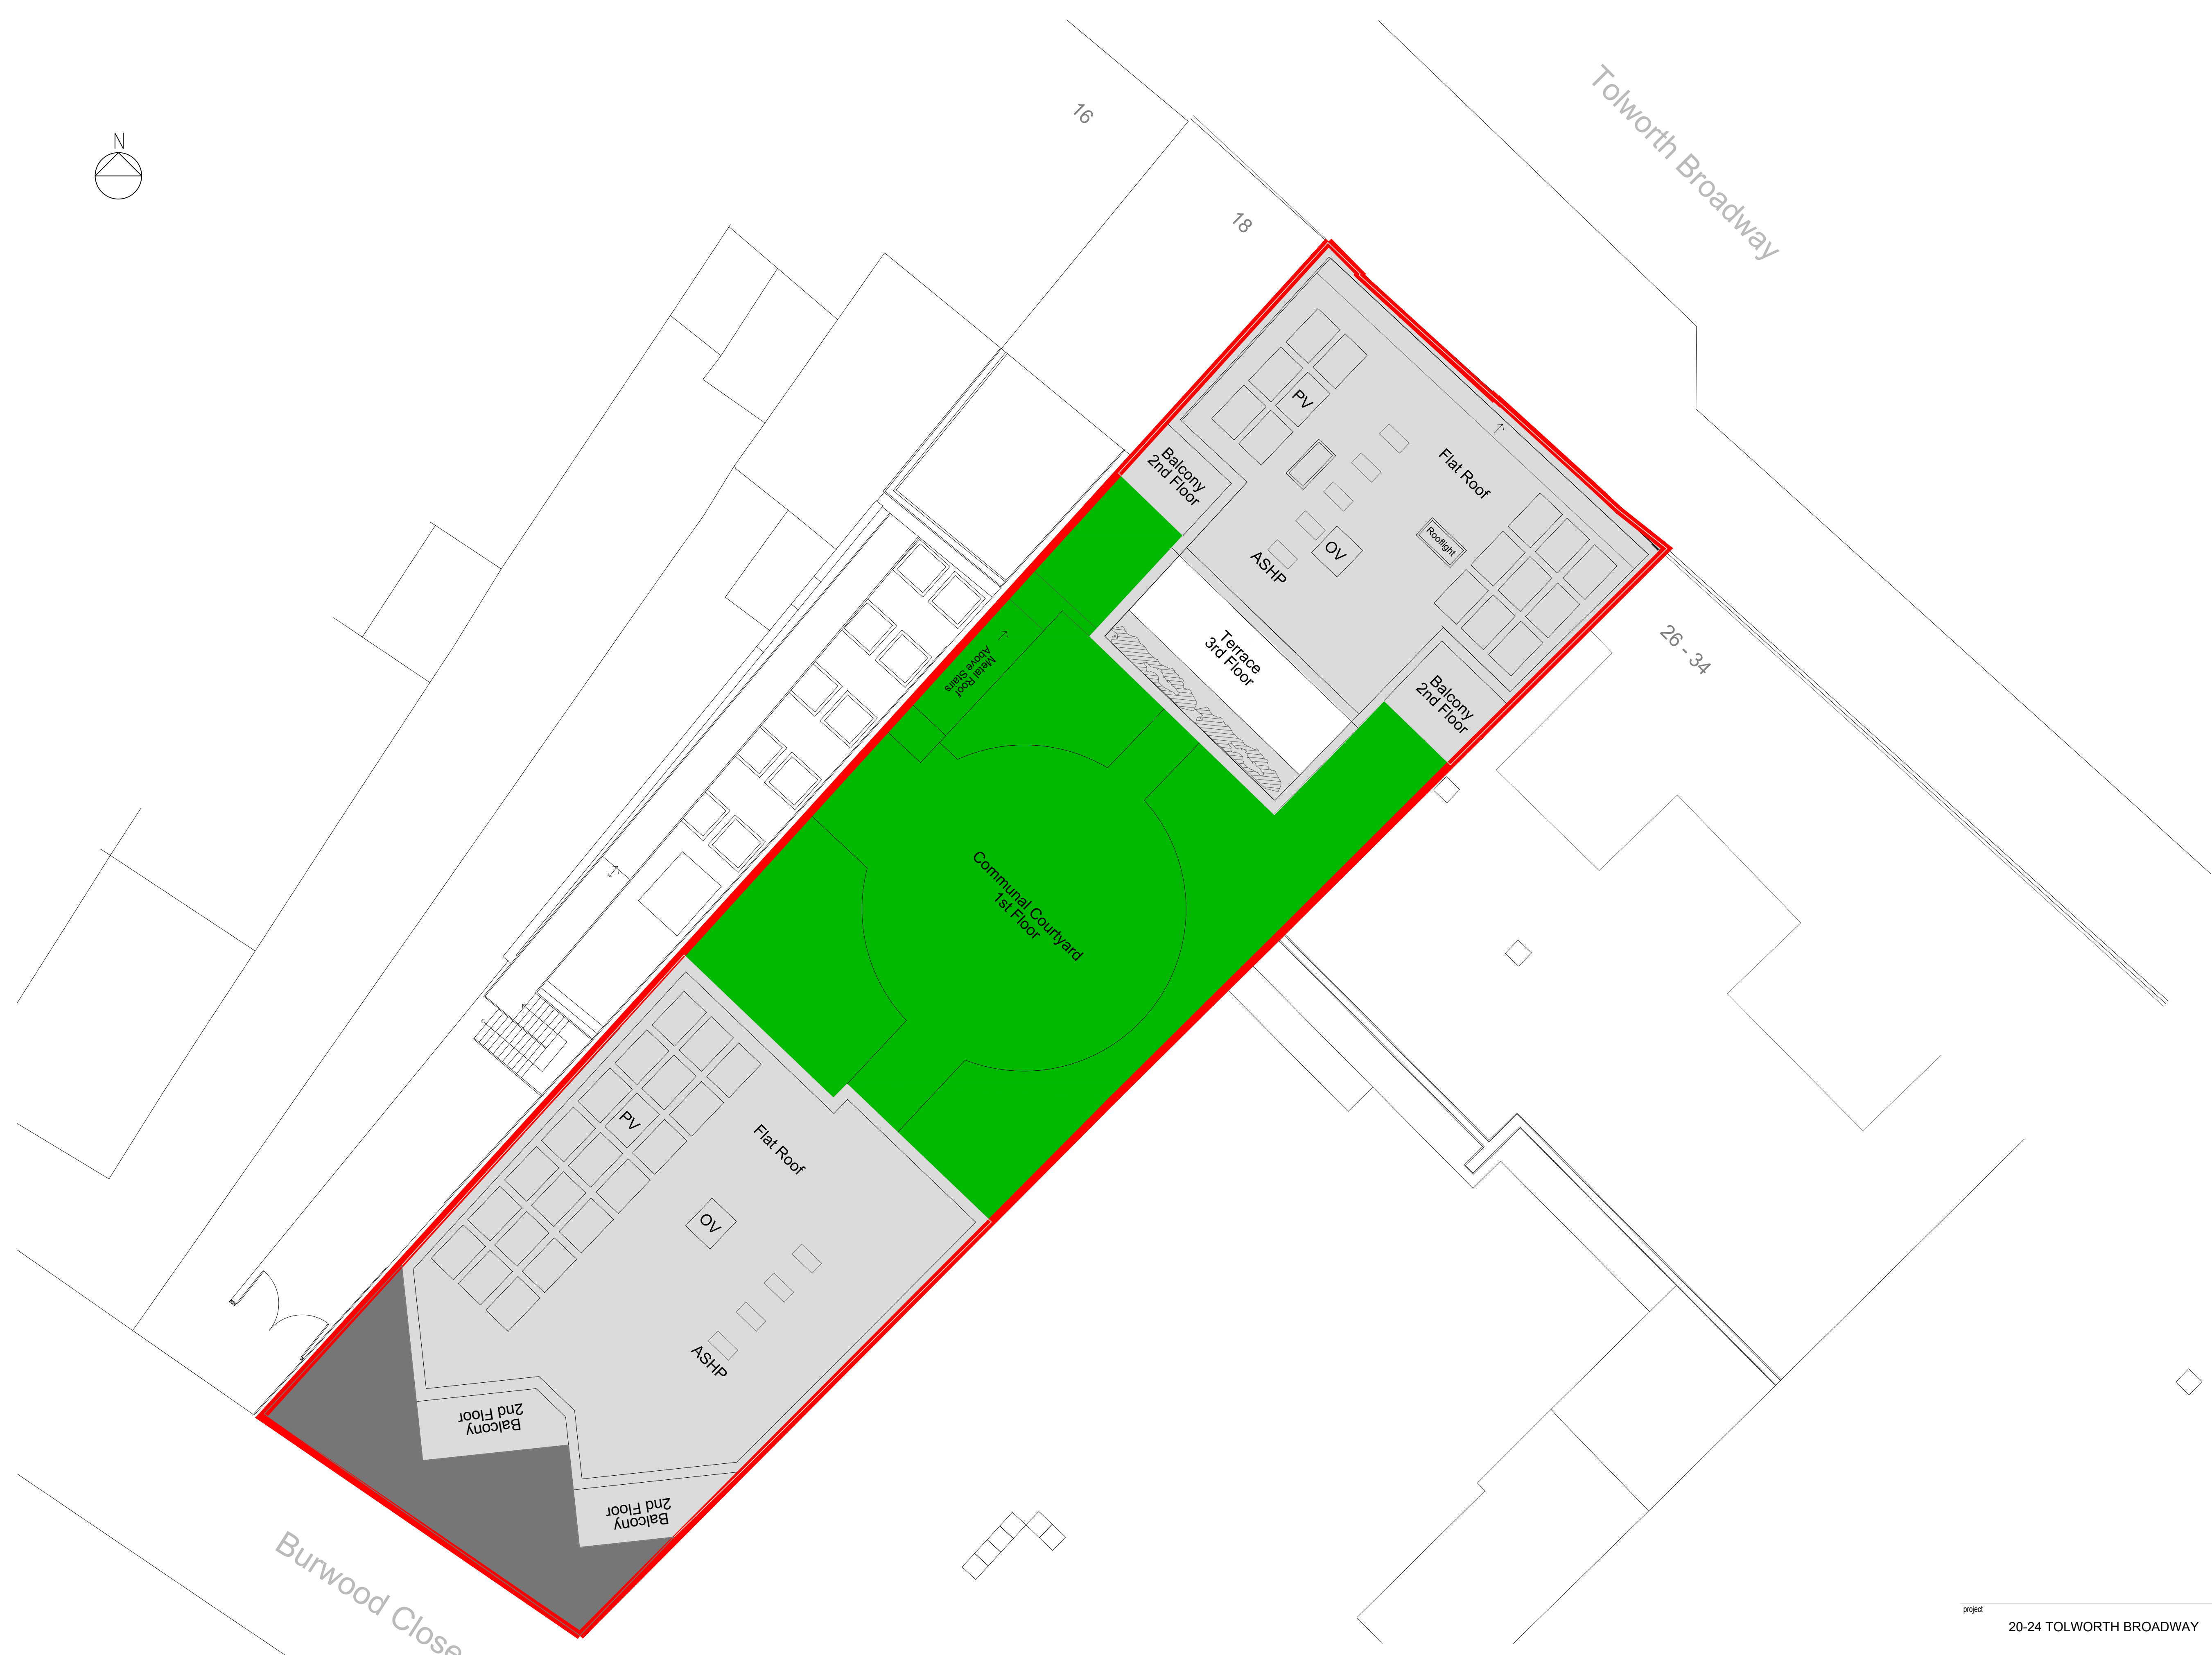 N
16
18
Tolworth Broadway
PV
Balcony
2nd Floor
Flat Roof
Rooflight
OV
ASHP
Terrace
3rd Floor
26 - 34
Balcony
2nd Floor
Metal Roof
Above Stairs
Communal Courtyard
1st Floor
PV
Flat Roof
OV
ASHP
Balcony
2nd Floor
Balcony
2nd Floor
Burwood Close
project
20-24 TOLWORTH BROADWAY